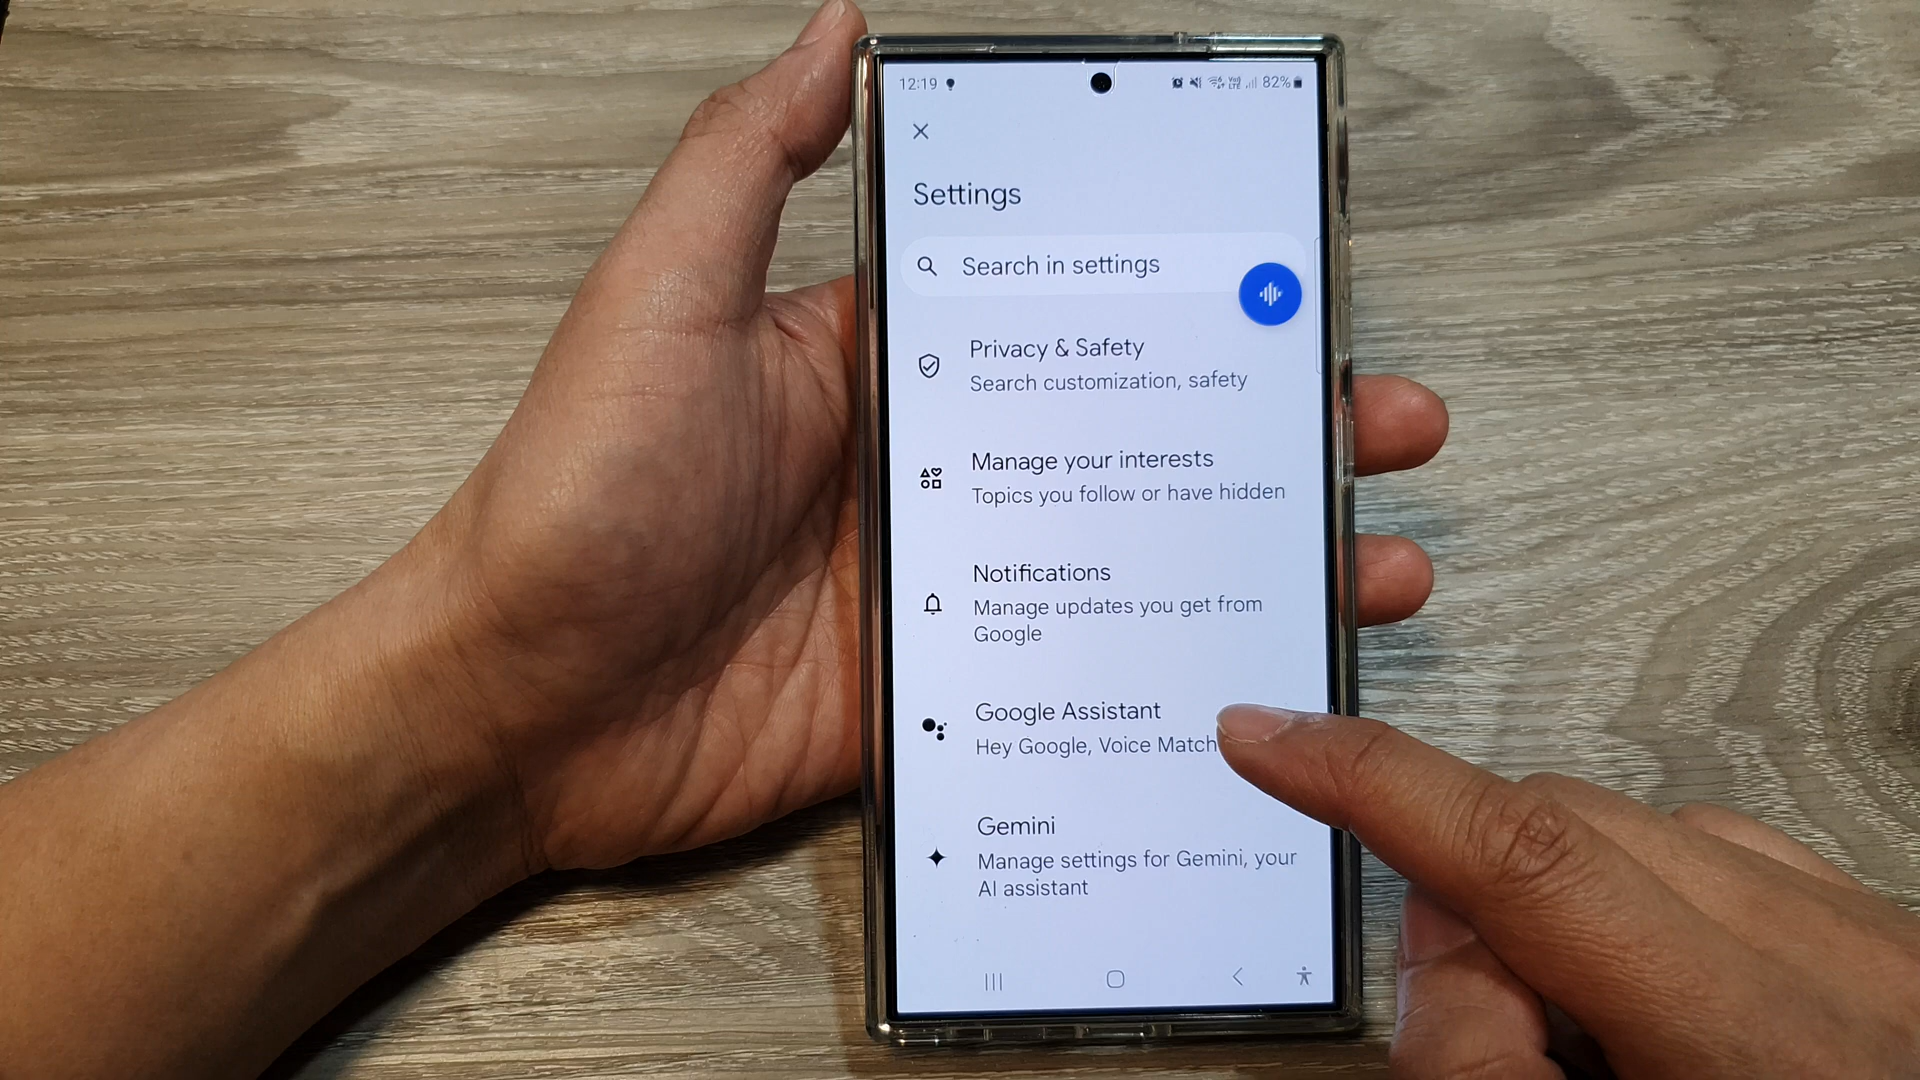 12:19 82%
Settings
Search in settings
Privacy & Safety
Search customization, safety
Manage your interests
Topics you follow or have hidden
Notifications
Manage updates you get from
Google
Google Assistant
Hey Google, Voice Match
Gemini
Manage settings for Gemini, your
AI assistant